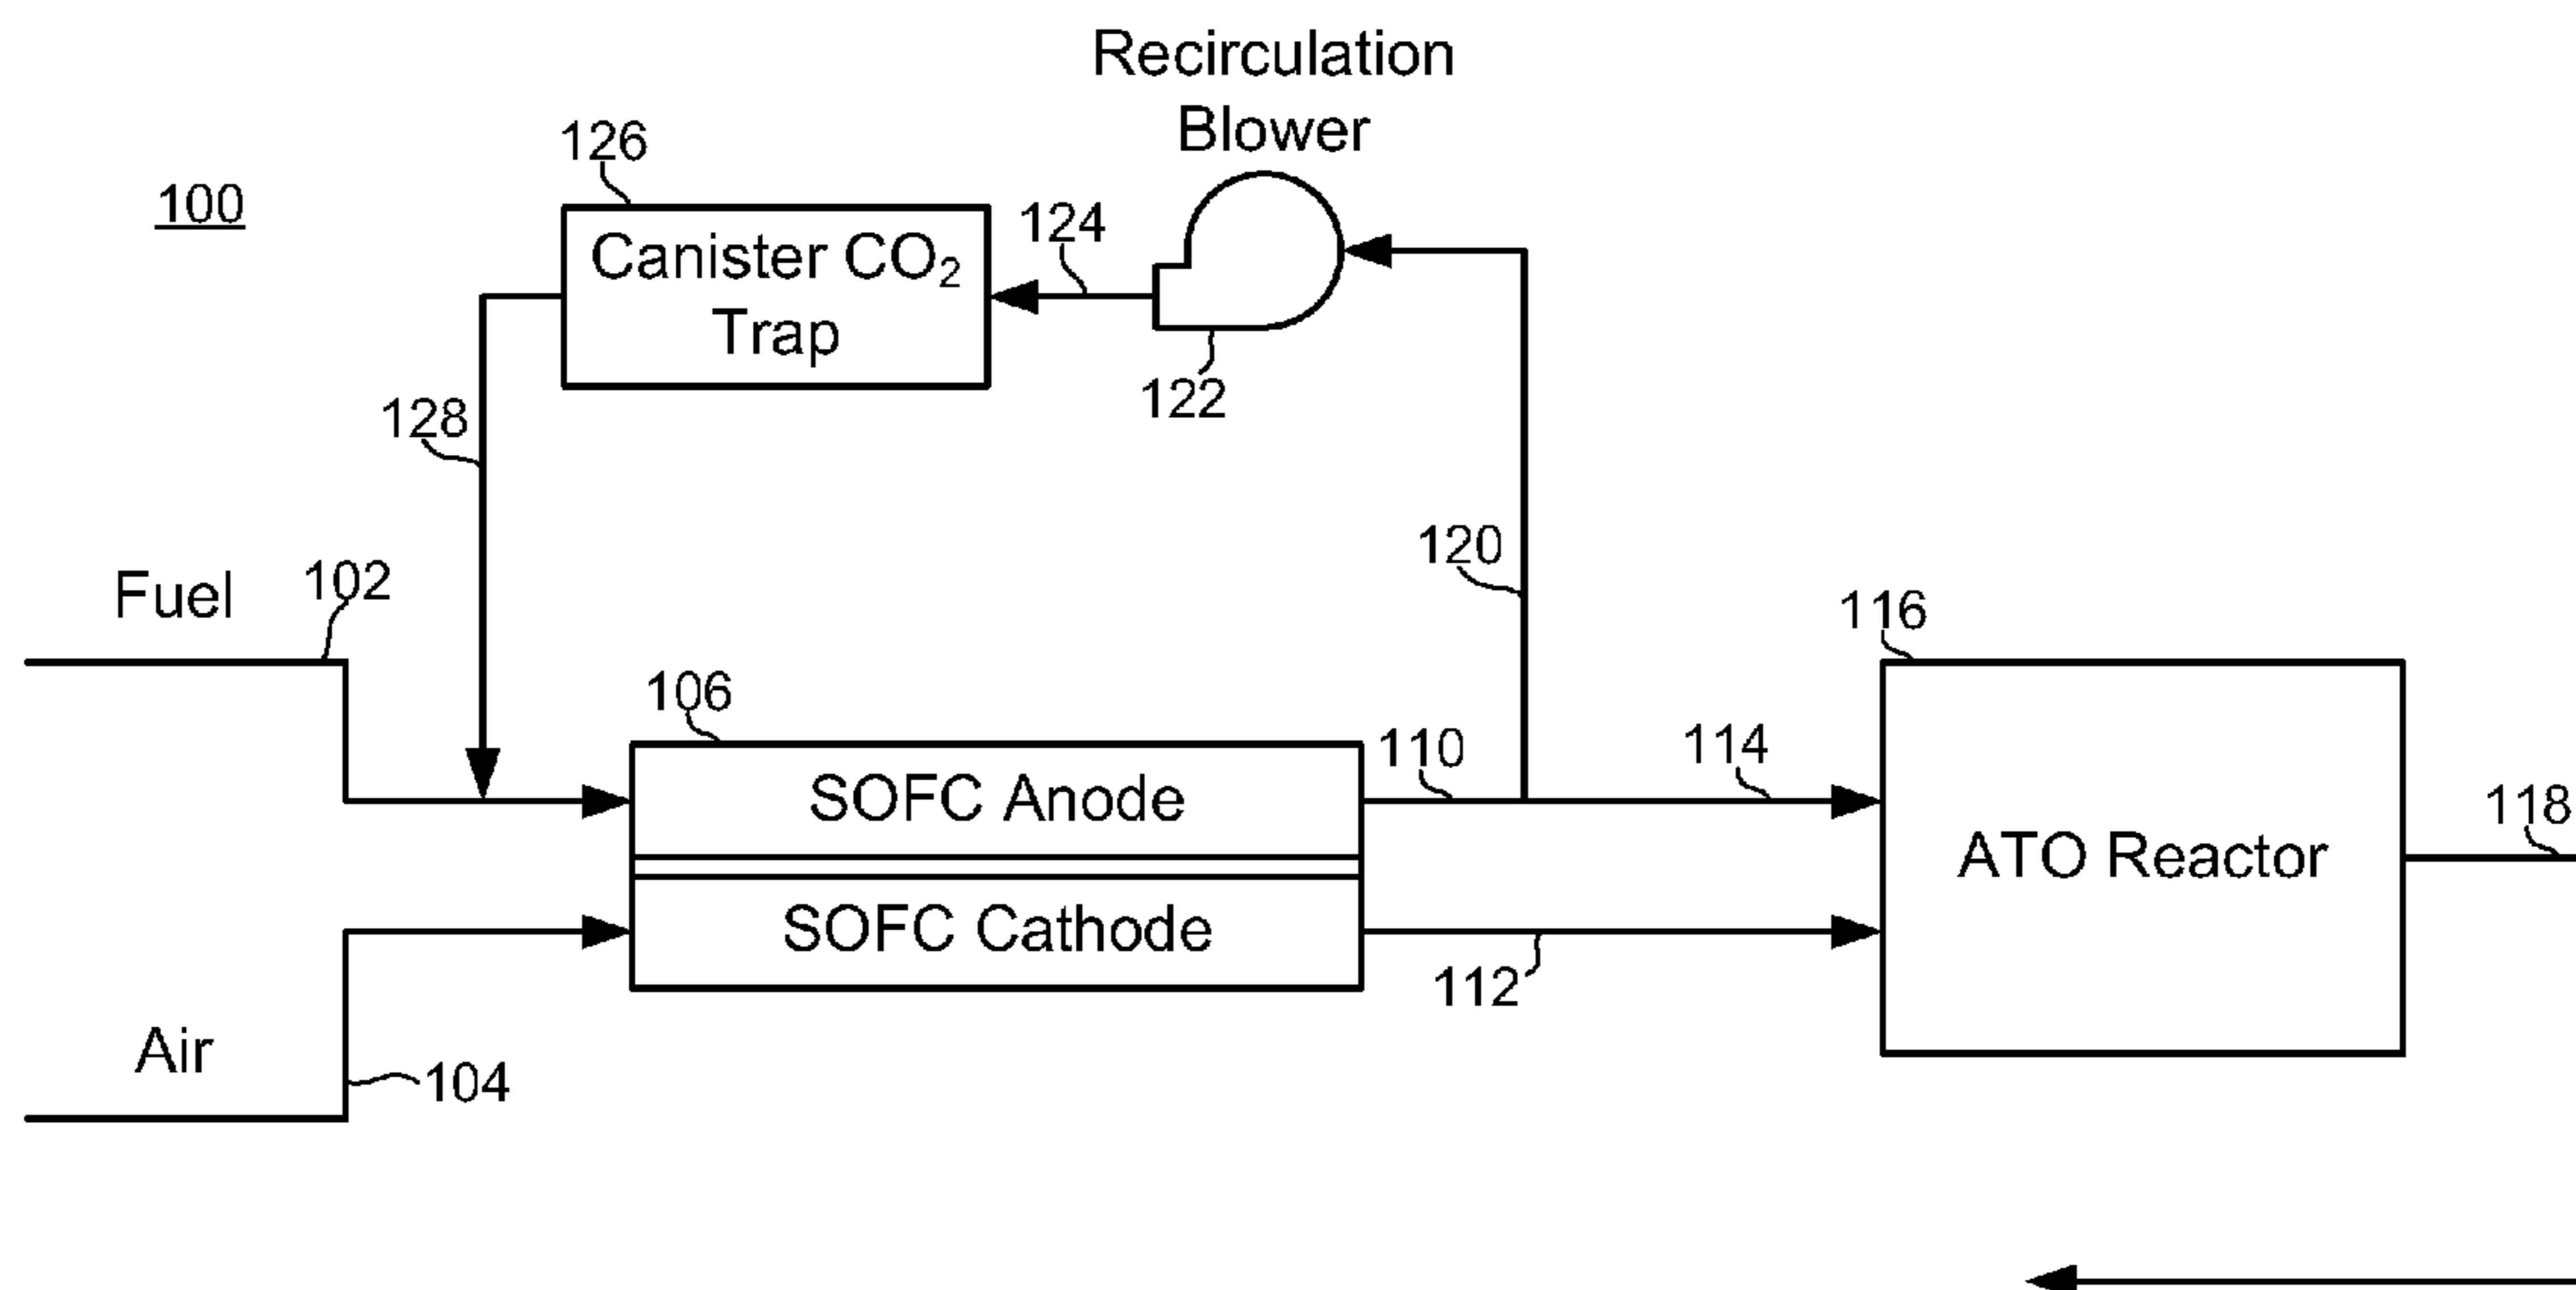 Recirculation
Blower
126
100
124
Canister CO₂
Trap
122
128
120
Fuel
102
116
106
110
114
SOFC Anode
118
ATO Reactor
SOFC Cathode
112
Air
104